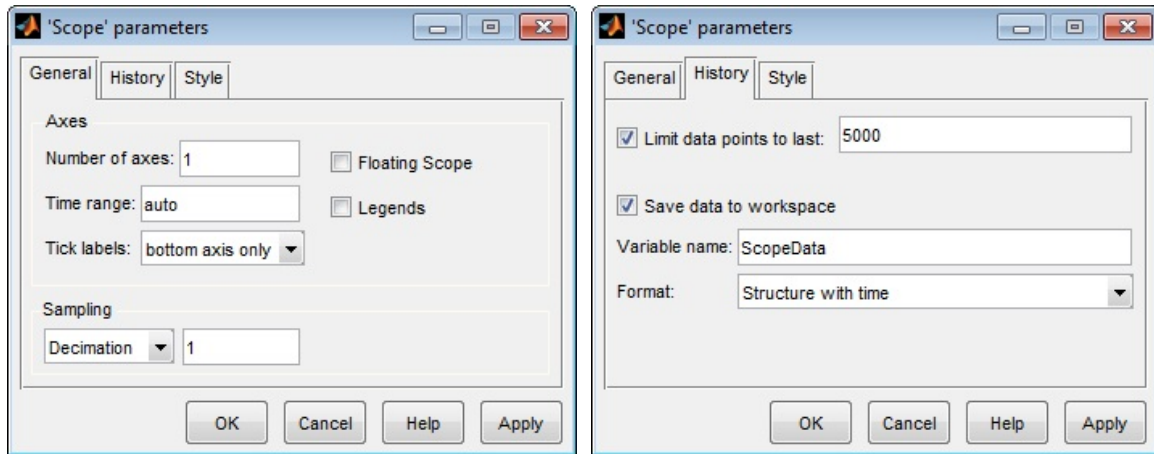 'Scope' parameters
General History Style
Axes
Number of axes: 1
Floating Scope
Time range: auto
Legends
Tick labels: bottom axis only
Sampling
Decimation 1
OK Cancel Help Apply
'Scope' parameters
General History Style
Limit data points to last: 5000
Save data to workspace
Variable name: ScopeData
Format: Structure with time
OK Cancel Help Apply